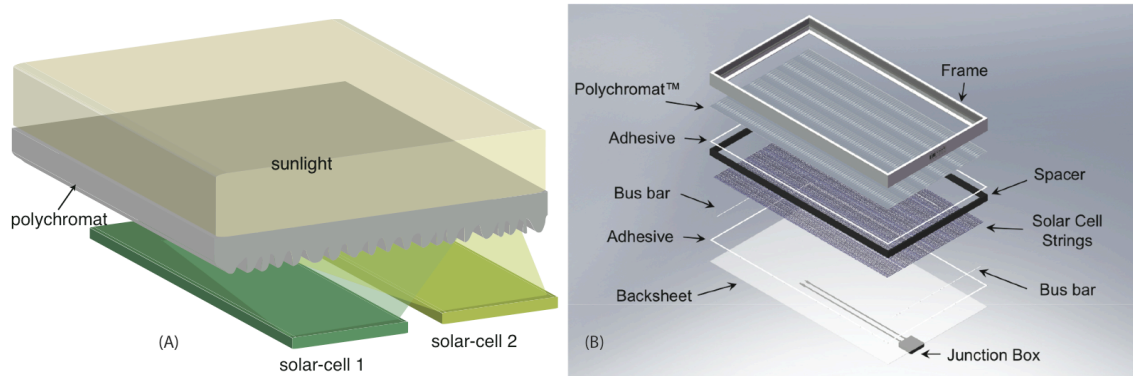 sunlight
polychromat
solar-cell 1
solar-cell 2
(A)
Frame
Polychromat™
Adhesive
Spacer
Bus bar
Solar Cell
Strings
Adhesive
Bus bar
Backsheet
Junction Box
(B)